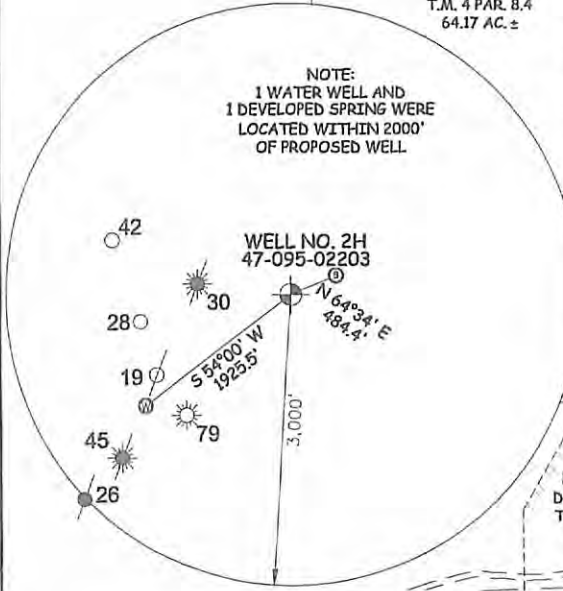 T.M. 4 PAR. 8.4
64.17 AC. ±
NOTE:
1 WATER WELL AND
1 DEVELOPED SPRING WERE
LOCATED WITHIN 2000'
OF PROPOSED WELL
42
WELL NO. 2H
47-095-02203
S
30
N 64°34' E
484.4'
28
S 54°00' W
1925.5'
19
W
79
3,000'
45
26
D
T